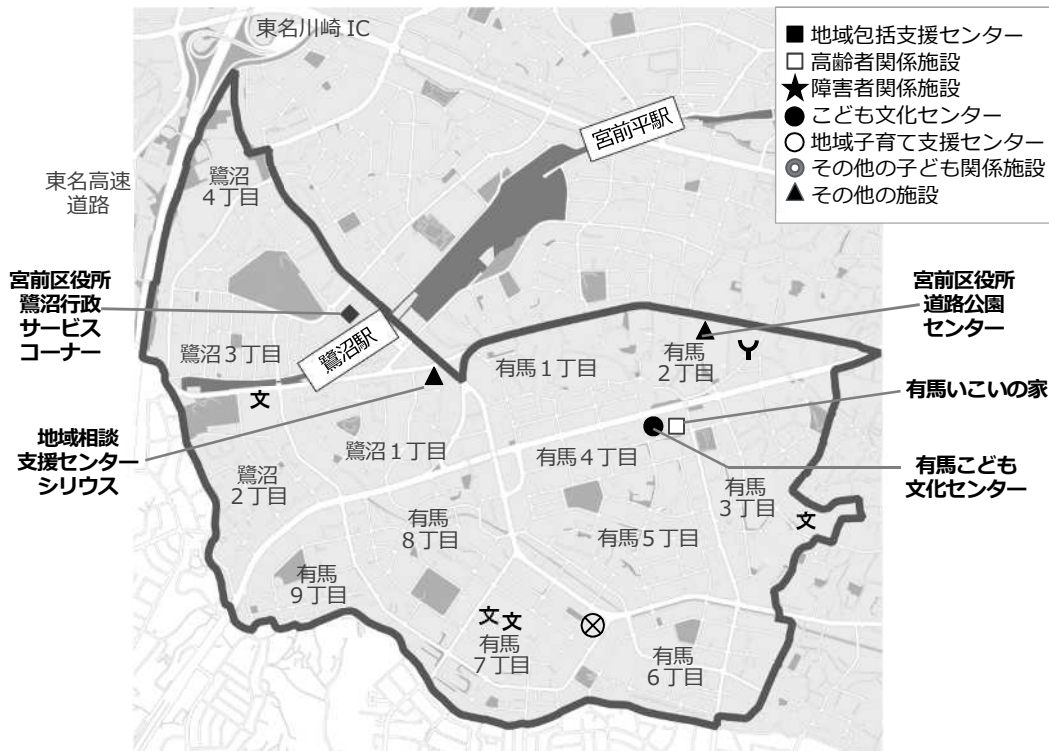 東名川崎 IC
■ 地域包括支援センター
□ 高齢者関係施設
★ 障害者関係施設
● こども文化センター
○ 地域子育て支援センター
◎ その他の子ども関係施設
▲ その他の施設
宮前平駅
東名高速
道路
鷺沼
4丁目
宮前区役所
鷺沼行政
サービス
コーナー
宮前区役所
道路公園
センター
鷺沼駅
鷺沼3丁目
有馬1丁目
有馬
2丁目
文
有馬いこいの家
地域相談
支援センター
シリウス
鷺沼1丁目
有馬4丁目
鷺沼
2丁目
有馬こども
文化センター
有馬
3丁目
有馬
8丁目
有馬5丁目
文
有馬
9丁目
文文
有馬
7丁目
有馬
6丁目